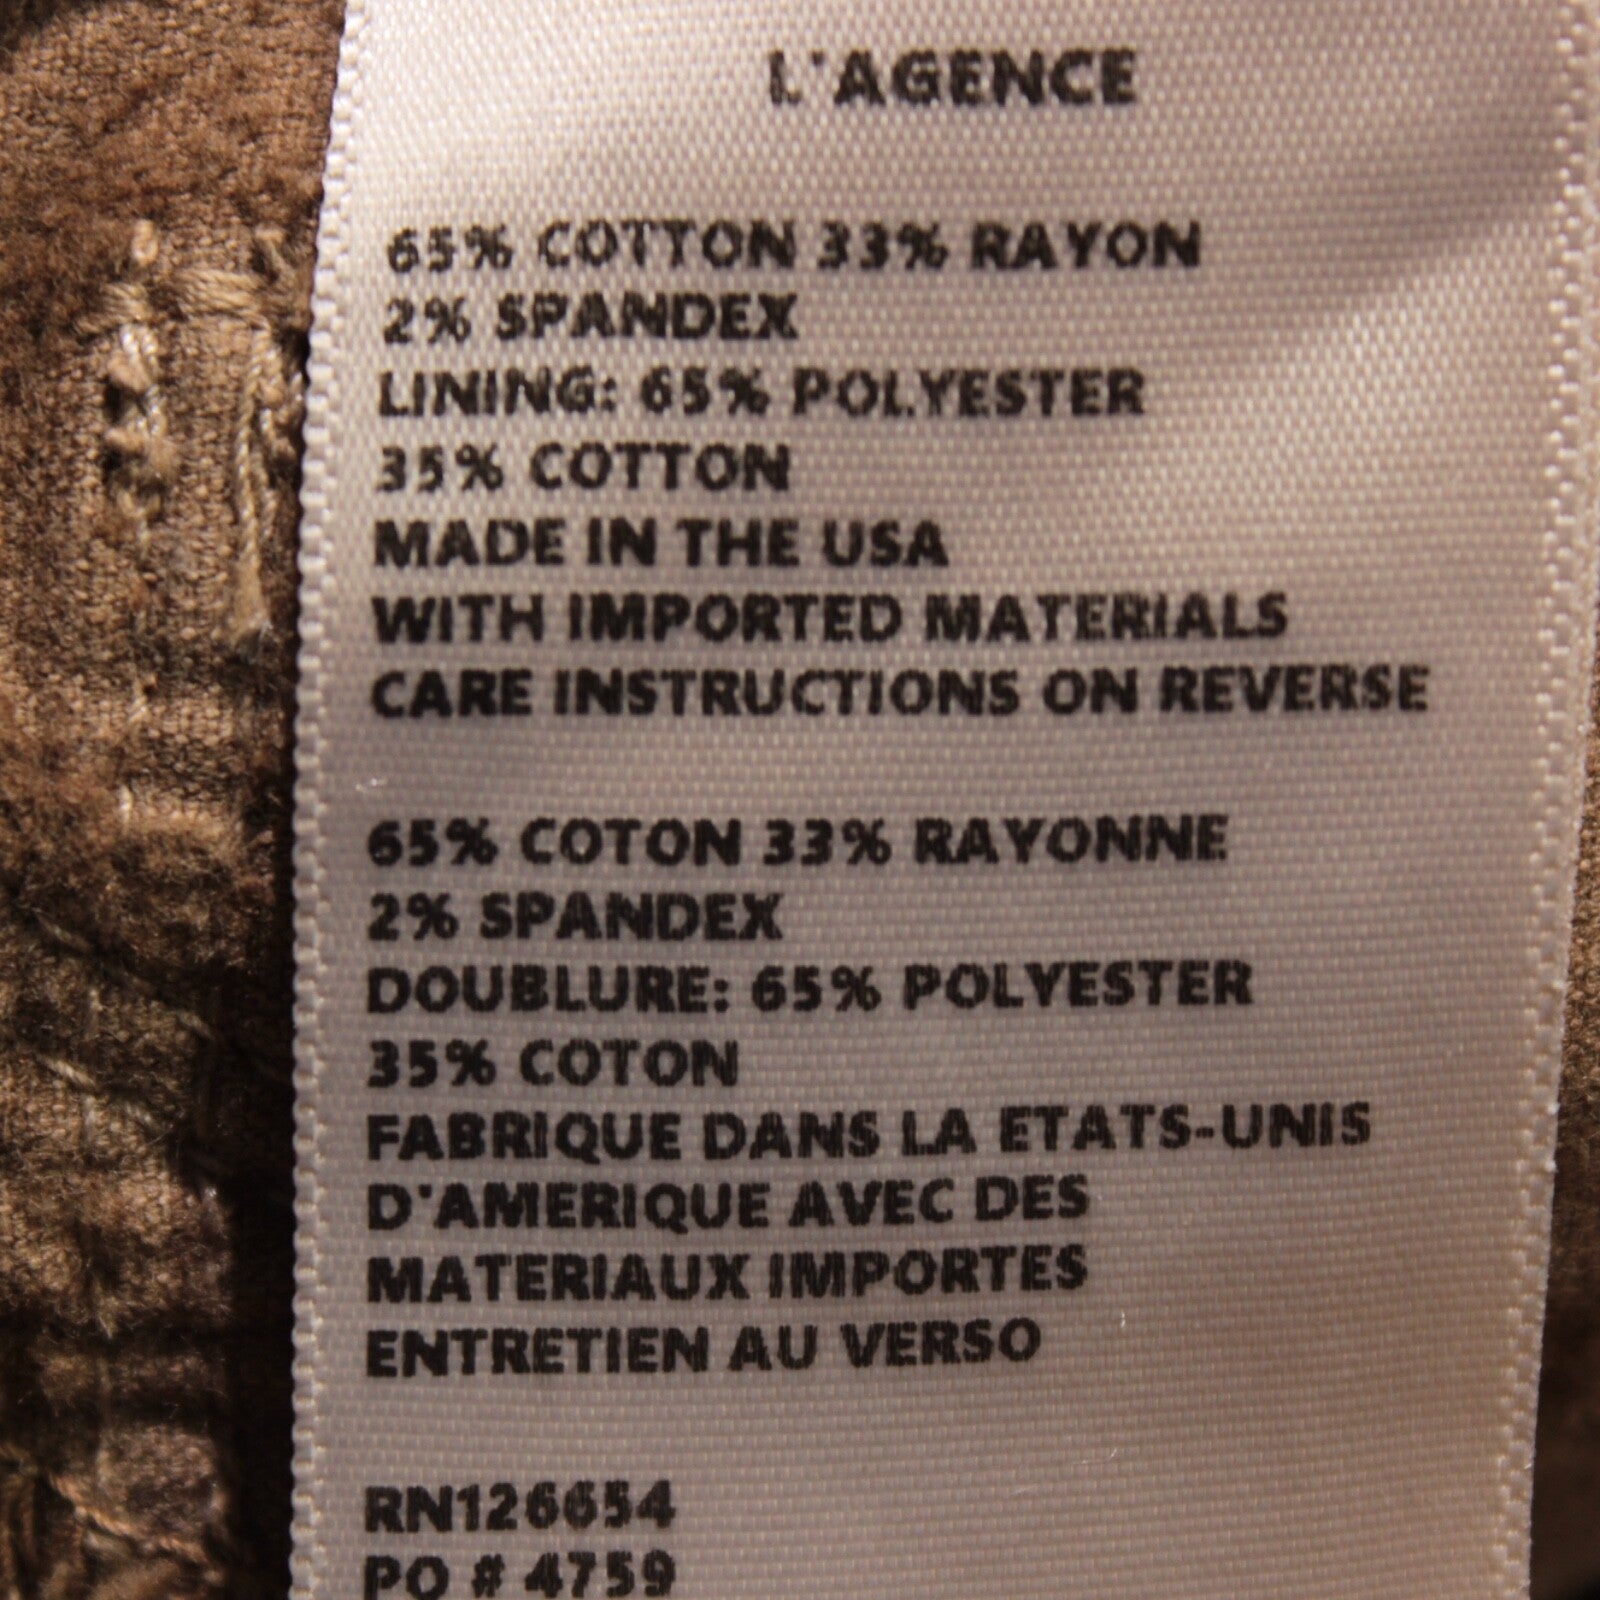 L'AGENCE
65% COTTON 33% RAYON
2% SPANDEX
LINING: 65% POLYESTER
35% COTTON
MADE IN THE USA
WITH IMPORTED MATERIALS
CARE INSTRUCTIONS ON REVERSE
65% COTON 33% RAYONNE
2% SPANDEX
DOUBLURE: 65% POLYESTER
35% COTON
FABRIQUE DANS LA ETATS-UNIS
D'AMERIQUE AVEC DES
MATERIAUX IMPORTES
ENTRETIEN AU VERSO
RN126654
PO # 4759